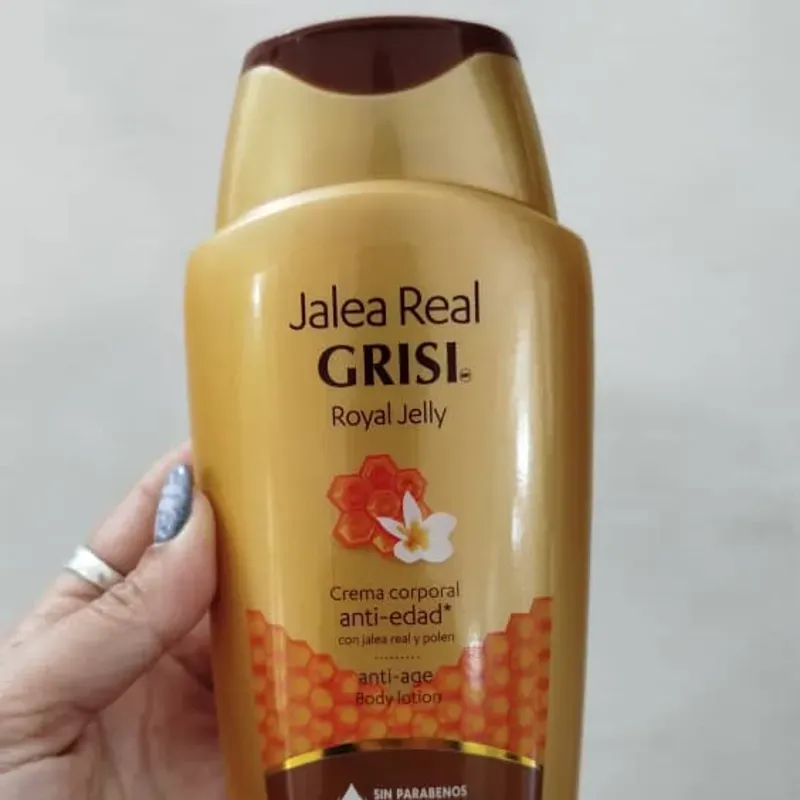 Jalea Real
GRISI
Royal Jelly
Crema corporal
anti-edad*
con jalea real y polen
anti-age
Body lotion
SIN PARABENOS